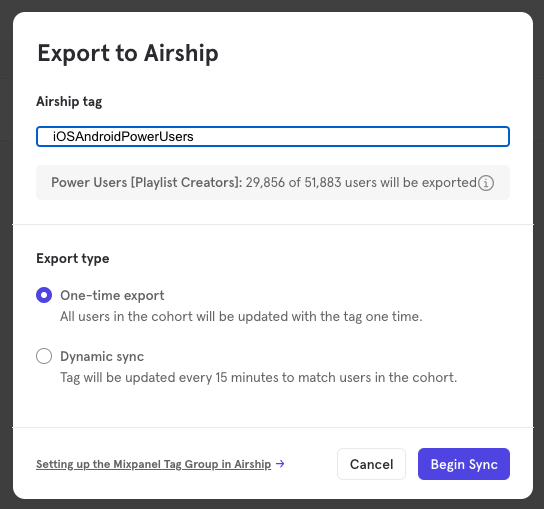 Export to Airship
Airship tag
iOSAndroidPowerUsers
Power Users [Playlist Creators]: 29,856 of 51,883 users will be exported
Export type
One-time export
All users in the cohort will be updated with the tag one time.
Dynamic sync
Tag will be updated every 15 minutes to match users in the cohort.
Setting up the Mixpanel Tag Group in Airship → Cancel Begin Sync